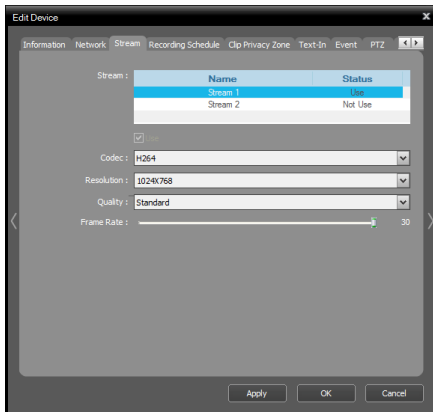 Edit Device x
Information Network Stream Recording Schedule Clip Privacy Zone Text-In Event PTZ
Stream : Name Status
Stream 1 Use
Stream 2 Not Use
Use
Codec : H264
Resolution : 1024X768
Quality : Standard
Frame Rate : 30
Apply OK Cancel